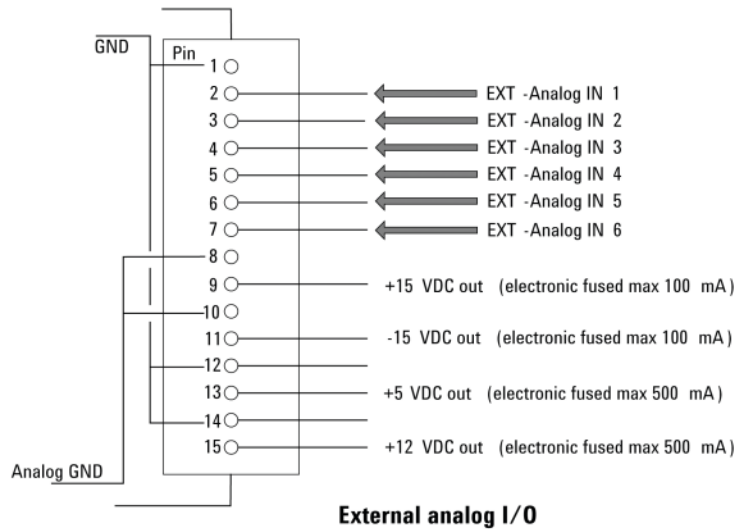 GND
Pin
1
2 EXT -Analog IN 1
3 EXT -Analog IN 2
4 EXT -Analog IN 3
5 EXT -Analog IN 4
6 EXT -Analog IN 5
7 EXT -Analog IN 6
8
9 +15 VDC out (electronic fused max 100 mA)
10
11 -15 VDC out (electronic fused max 100 mA)
12
13 +5 VDC out (electronic fused max 500 mA)
14
15 +12 VDC out (electronic fused max 500 mA)
Analog GND
External analog I/O